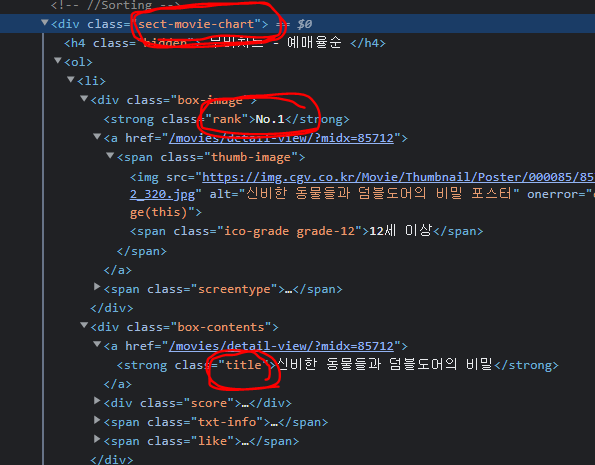 <!-- //Sorting -->
<div class="sect-movie-chart"> == $0
<h4 class="hidden"> 무비차트 - 예매율순 </h4>
<ol>
<li>
<div class="box-image">
<strong class="rank">No.1</strong>
<a href="/movies/detail-view/?midx=85712">
<span class="thumb-image">
<img src="https://img.cgv.co.kr/Movie/Thumbnail/Poster/000085/85
2_320.jpg" alt="신비한 동물들과 덤블도어의 비밀 포스터" onerror="e
ge(this)">
<span class="ico-grade grade-12">12세 이상</span>
</span>
</a>
<span class="screentype">…</span>
</div>
<div class="box-contents">
<a href="/movies/detail-view/?midx=85712">
<strong class="title">신비한 동물들과 덤블도어의 비밀</strong>
</a>
<div class="score">…</div>
<span class="txt-info">…</span>
<span class="like">…</span>
</div>